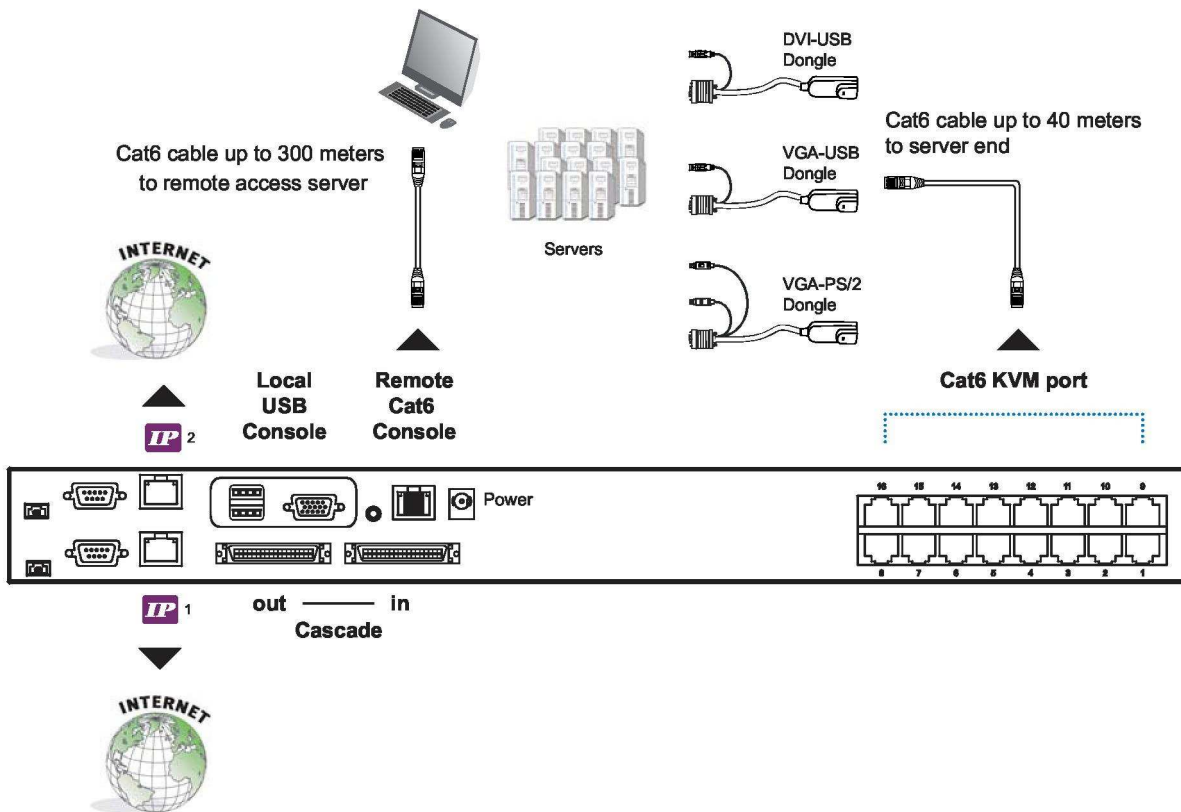 DVI-USB
Dongle
Cat6 cable up to 300 meters
to remote access server
Cat6 cable up to 40 meters
to server end
VGA-USB
Dongle
Servers
INTERNET
VGA-PS/2
Dongle
Local
USB
Console
Remote
Cat6
Console
Cat6 KVM port
IP 2
Power
16 15 14 13 12 11 10 9
8 7 6 5 4 3 2 1
IP 1
out in
Cascade
INTERNET